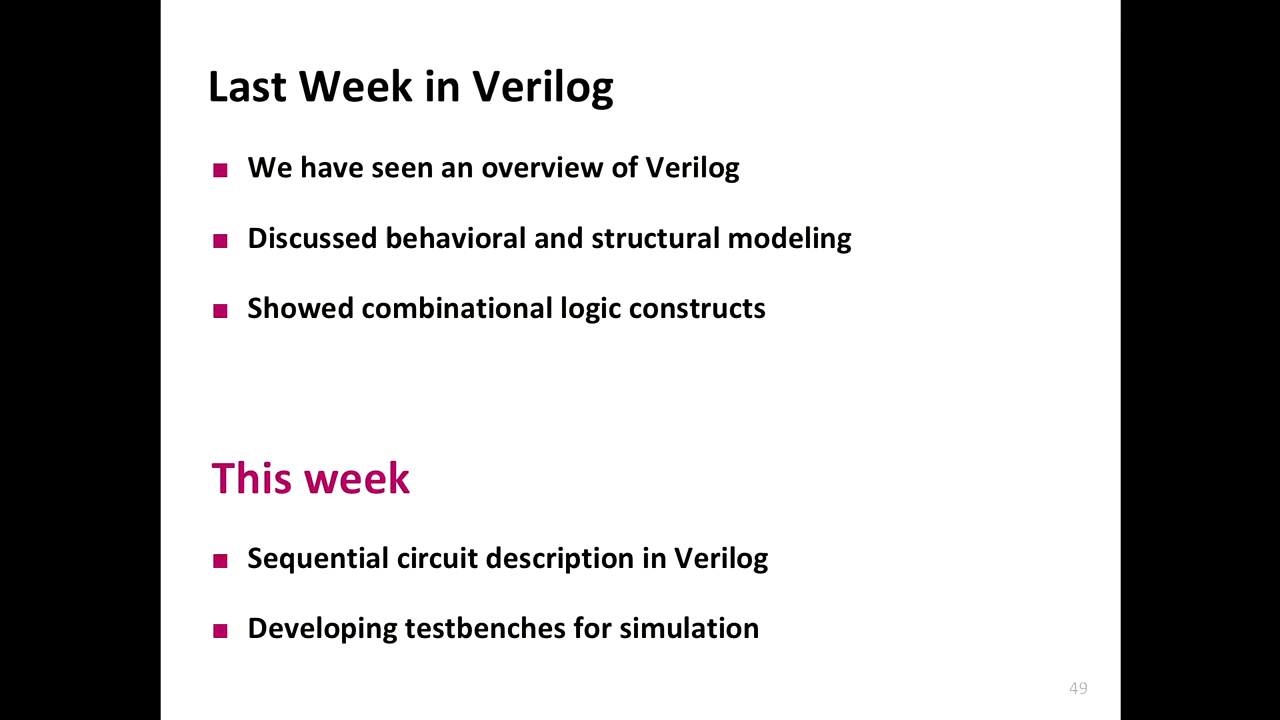 Last Week in Verilog
We have seen an overview of Verilog
Discussed behavioral and structural modeling
Showed combinational logic constructs
This week
Sequential circuit description in Verilog
Developing testbenches for simulation
49